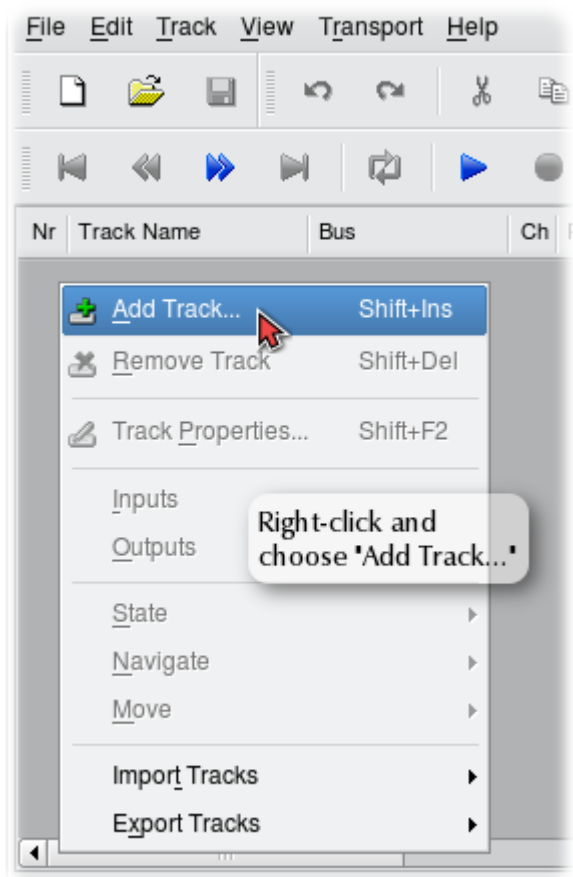 File Edit Track View Transport Help
Nr Track Name Bus Ch
Add Track... Shift+Ins
Remove Track Shift+Del
Track Properties... Shift+F2
Inputs
Outputs
Right-click and
choose "Add Track..."
State
Navigate
Move
Import Tracks
Export Tracks